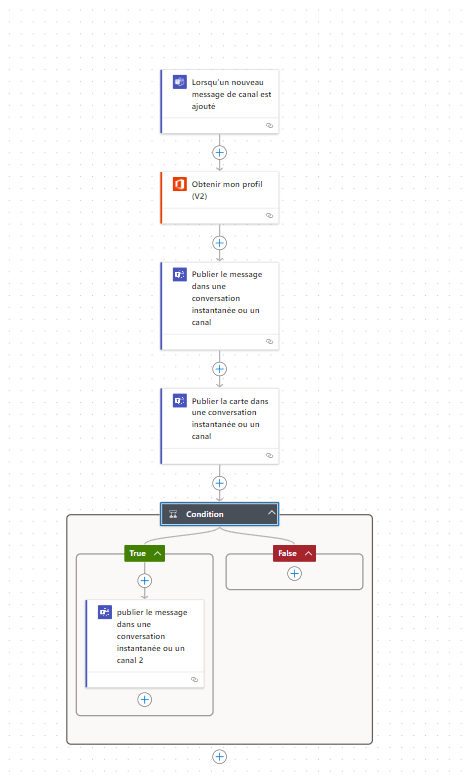 Lorsqu'un nouveau
message de canal est
ajouté
Obtenir mon profil
(V2)
Publier le message
dans une
conversation
instantanée ou un
canal
Publier la carte dans
une conversation
instantanée ou un
canal
Condition
True
False
publier le message
dans une
conversation
instantanée ou un
canal 2